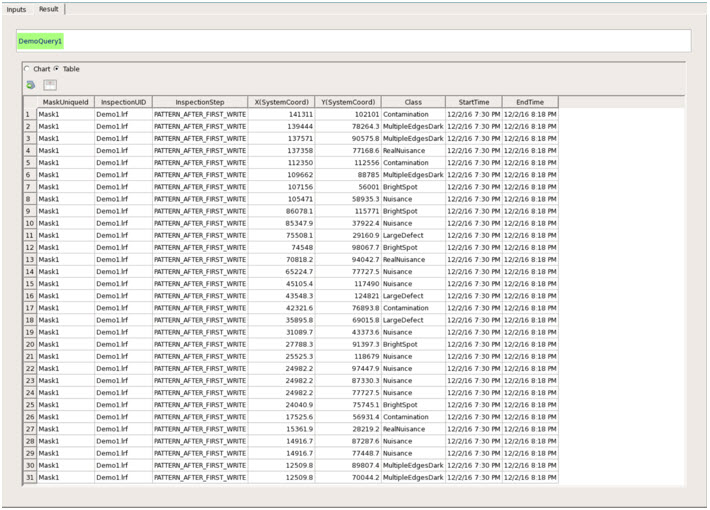 Inputs Result
DemoQuery1
Chart Table
MaskUniqueId InspectionUID InspectionStep X(SystemCoord) Y(SystemCoord) Class StartTime EndTime
1 Mask1 Demo1.lrf PATTERN_AFTER_FIRST_WRITE 141311 102101 Contamination 12/2/16 7:30 PM 12/2/16 8:18 PM
2 Mask1 Demo1.lrf PATTERN_AFTER_FIRST_WRITE 139444 78264.3 MultipleEdgesDark 12/2/16 7:30 PM 12/2/16 8:18 PM
3 Mask1 Demo1.lrf PATTERN_AFTER_FIRST_WRITE 137571 90575.8 MultipleEdgesDark 12/2/16 7:30 PM 12/2/16 8:18 PM
4 Mask1 Demo1.lrf PATTERN_AFTER_FIRST_WRITE 137358 77168.6 RealNuisance 12/2/16 7:30 PM 12/2/16 8:18 PM
5 Mask1 Demo1.lrf PATTERN_AFTER_FIRST_WRITE 112350 112556 Contamination 12/2/16 7:30 PM 12/2/16 8:18 PM
6 Mask1 Demo1.lrf PATTERN_AFTER_FIRST_WRITE 109662 88785 MultipleEdgesDark 12/2/16 7:30 PM 12/2/16 8:18 PM
7 Mask1 Demo1.lrf PATTERN_AFTER_FIRST_WRITE 107156 56001 BrightSpot 12/2/16 7:30 PM 12/2/16 8:18 PM
8 Mask1 Demo1.lrf PATTERN_AFTER_FIRST_WRITE 105471 58935.3 Nuisance 12/2/16 7:30 PM 12/2/16 8:18 PM
9 Mask1 Demo1.lrf PATTERN_AFTER_FIRST_WRITE 86078.1 115771 BrightSpot 12/2/16 7:30 PM 12/2/16 8:18 PM
10 Mask1 Demo1.lrf PATTERN_AFTER_FIRST_WRITE 85347.9 37922.4 Nuisance 12/2/16 7:30 PM 12/2/16 8:18 PM
11 Mask1 Demo1.lrf PATTERN_AFTER_FIRST_WRITE 75508.1 29160.9 LargeDefect 12/2/16 7:30 PM 12/2/16 8:18 PM
12 Mask1 Demo1.lrf PATTERN_AFTER_FIRST_WRITE 74548 98067.7 BrightSpot 12/2/16 7:30 PM 12/2/16 8:18 PM
13 Mask1 Demo1.lrf PATTERN_AFTER_FIRST_WRITE 70818.2 94042.7 RealNuisance 12/2/16 7:30 PM 12/2/16 8:18 PM
14 Mask1 Demo1.lrf PATTERN_AFTER_FIRST_WRITE 65224.7 77727.5 Nuisance 12/2/16 7:30 PM 12/2/16 8:18 PM
15 Mask1 Demo1.lrf PATTERN_AFTER_FIRST_WRITE 45105.4 117490 Nuisance 12/2/16 7:30 PM 12/2/16 8:18 PM
16 Mask1 Demo1.lrf PATTERN_AFTER_FIRST_WRITE 43548.3 124821 LargeDefect 12/2/16 7:30 PM 12/2/16 8:18 PM
17 Mask1 Demo1.lrf PATTERN_AFTER_FIRST_WRITE 42321.6 76893.8 Contamination 12/2/16 7:30 PM 12/2/16 8:18 PM
18 Mask1 Demo1.lrf PATTERN_AFTER_FIRST_WRITE 35895.8 69015.8 LargeDefect 12/2/16 7:30 PM 12/2/16 8:18 PM
19 Mask1 Demo1.lrf PATTERN_AFTER_FIRST_WRITE 31089.7 43373.6 Nuisance 12/2/16 7:30 PM 12/2/16 8:18 PM
20 Mask1 Demo1.lrf PATTERN_AFTER_FIRST_WRITE 27788.3 91397.3 BrightSpot 12/2/16 7:30 PM 12/2/16 8:18 PM
21 Mask1 Demo1.lrf PATTERN_AFTER_FIRST_WRITE 25525.3 118679 Nuisance 12/2/16 7:30 PM 12/2/16 8:18 PM
22 Mask1 Demo1.lrf PATTERN_AFTER_FIRST_WRITE 24982.2 97447.9 Nuisance 12/2/16 7:30 PM 12/2/16 8:18 PM
23 Mask1 Demo1.lrf PATTERN_AFTER_FIRST_WRITE 24982.2 87330.3 Nuisance 12/2/16 7:30 PM 12/2/16 8:18 PM
24 Mask1 Demo1.lrf PATTERN_AFTER_FIRST_WRITE 24982.2 77727.5 Nuisance 12/2/16 7:30 PM 12/2/16 8:18 PM
25 Mask1 Demo1.lrf PATTERN_AFTER_FIRST_WRITE 24040.9 75745.1 BrightSpot 12/2/16 7:30 PM 12/2/16 8:18 PM
26 Mask1 Demo1.lrf PATTERN_AFTER_FIRST_WRITE 17525.6 56931.4 Contamination 12/2/16 7:30 PM 12/2/16 8:18 PM
27 Mask1 Demo1.lrf PATTERN_AFTER_FIRST_WRITE 15361.9 28219.2 RealNuisance 12/2/16 7:30 PM 12/2/16 8:18 PM
28 Mask1 Demo1.lrf PATTERN_AFTER_FIRST_WRITE 14916.7 87287.6 Nuisance 12/2/16 7:30 PM 12/2/16 8:18 PM
29 Mask1 Demo1.lrf PATTERN_AFTER_FIRST_WRITE 14916.7 77448.7 Nuisance 12/2/16 7:30 PM 12/2/16 8:18 PM
30 Mask1 Demo1.lrf PATTERN_AFTER_FIRST_WRITE 12509.8 89807.4 MultipleEdgesDark 12/2/16 7:30 PM 12/2/16 8:18 PM
31 Mask1 Demo1.lrf PATTERN_AFTER_FIRST_WRITE 12509.8 70044.2 MultipleEdgesDark 12/2/16 7:30 PM 12/2/16 8:18 PM